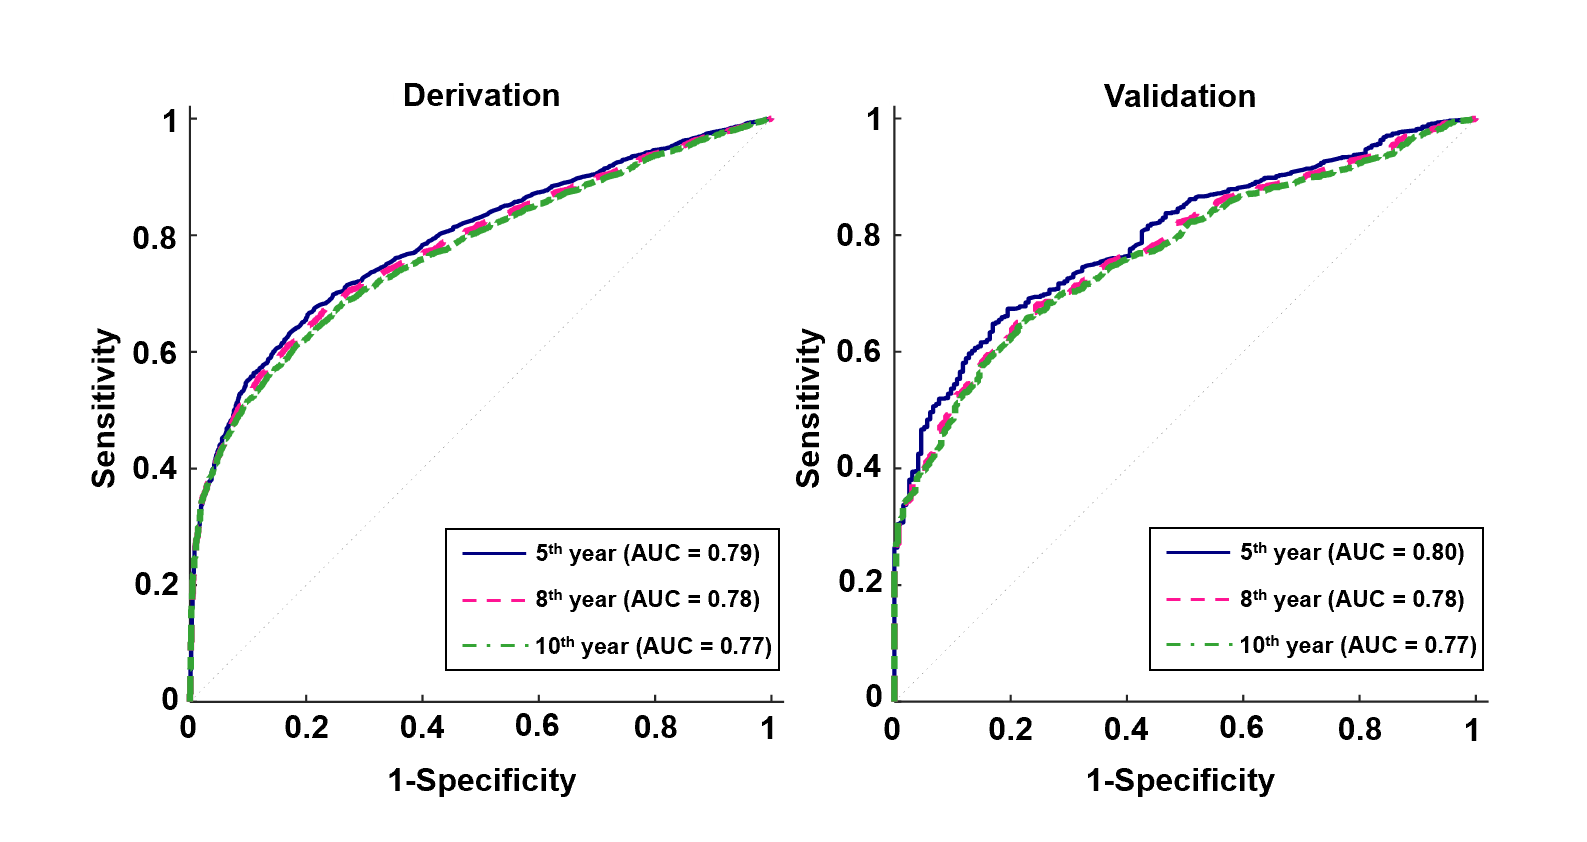 Derivation
1
0.8
0.6
0.4
0.2
0
Sensitivity
5th year (AUC = 0.79)
8th year (AUC = 0.78)
10th year (AUC = 0.77)
0 0.2 0.4 0.6 0.8 1
1-Specificity
Validation
1
0.8
0.6
0.4
0.2
0
Sensitivity
5th year (AUC = 0.80)
8th year (AUC = 0.78)
10th year (AUC = 0.77)
0 0.2 0.4 0.6 0.8 1
1-Specificity